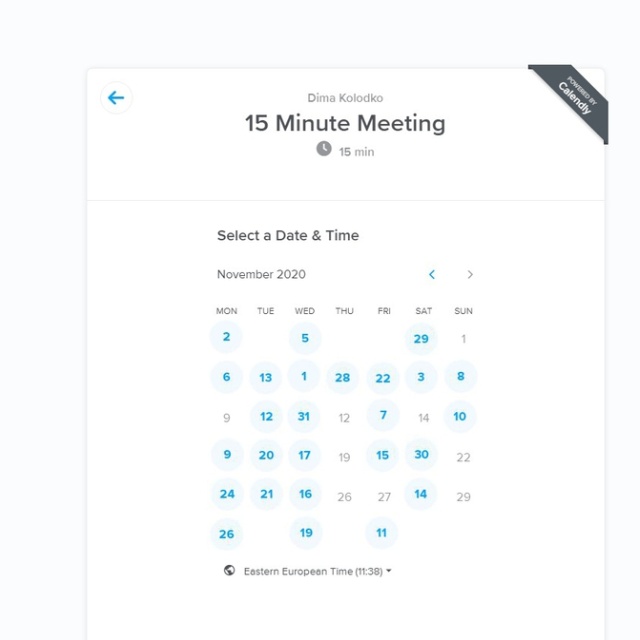 POWERED BY
Calendly
Dima Kolodko
15 Minute Meeting
15 min
Select a Date & Time
November 2020
MON TUE WED THU FRI SAT SUN
2 5 29 1
6 13 1 28 22 3 8
9 12 31 12 7 14 10
9 20 17 19 15 30 22
24 21 16 26 27 14 29
26 19 11
Eastern European Time (11:38)